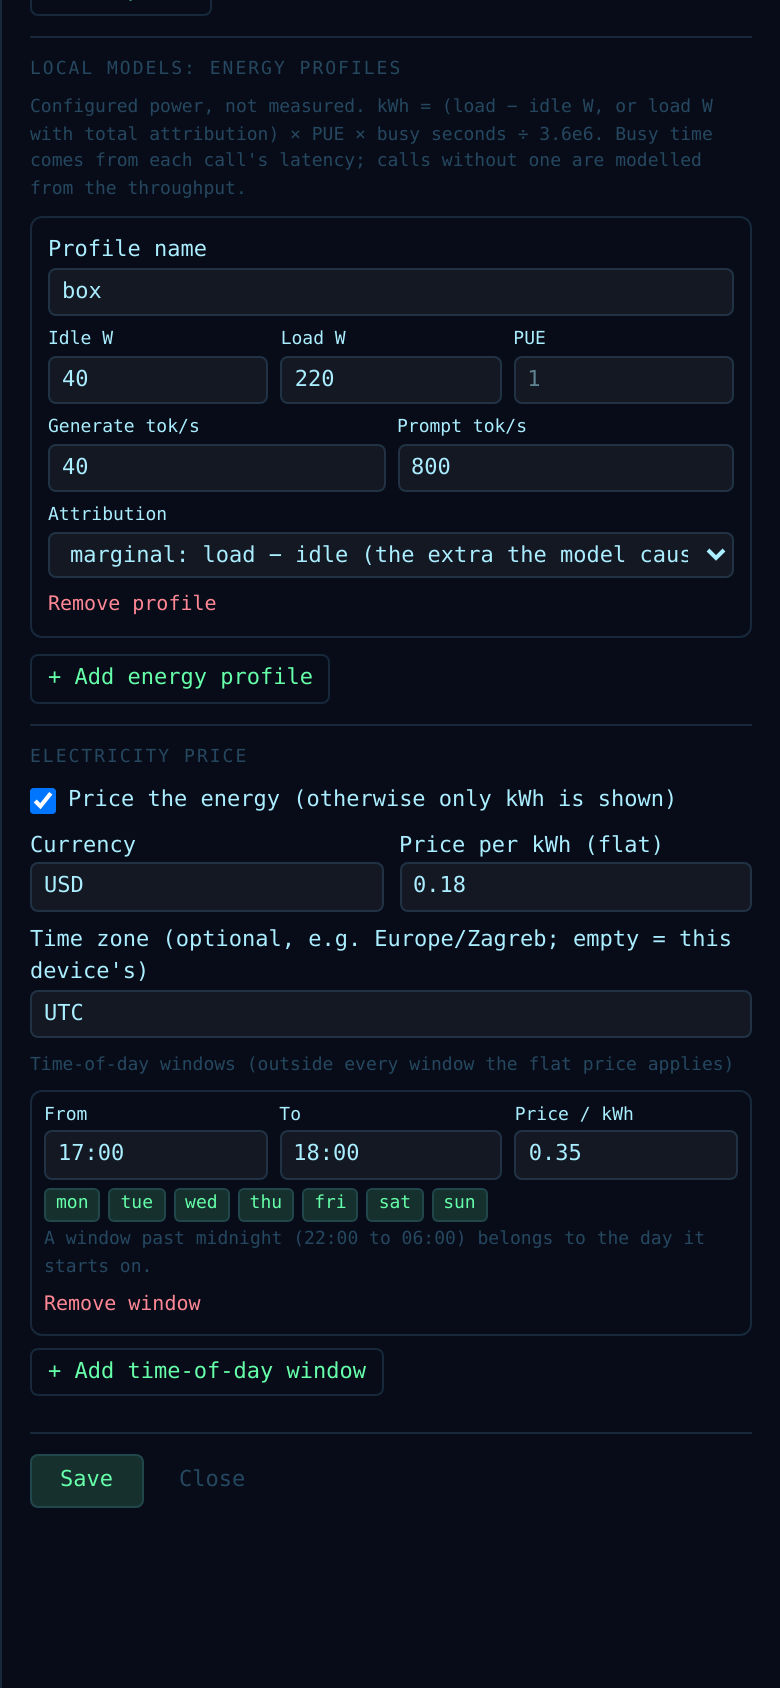 LOCAL MODELS: ENERGY PROFILES
Configured power, not measured. kWh = (load − idle W, or load W
with total attribution) × PUE × busy seconds ÷ 3.6e6. Busy time
comes from each call's latency; calls without one are modelled
from the throughput.
Profile name
box
Idle W Load W PUE
40 220 1
Generate tok/s Prompt tok/s
40 800
Attribution
marginal: load − idle (the extra the model caus
Remove profile
+ Add energy profile
ELECTRICITY PRICE
Price the energy (otherwise only kWh is shown)
Currency Price per kWh (flat)
USD 0.18
Time zone (optional, e.g. Europe/Zagreb; empty = this
device's)
UTC
Time-of-day windows (outside every window the flat price applies)
From To Price / kWh
17:00 18:00 0.35
mon tue wed thu fri sat sun
A window past midnight (22:00 to 06:00) belongs to the day it
starts on.
Remove window
+ Add time-of-day window
Save Close